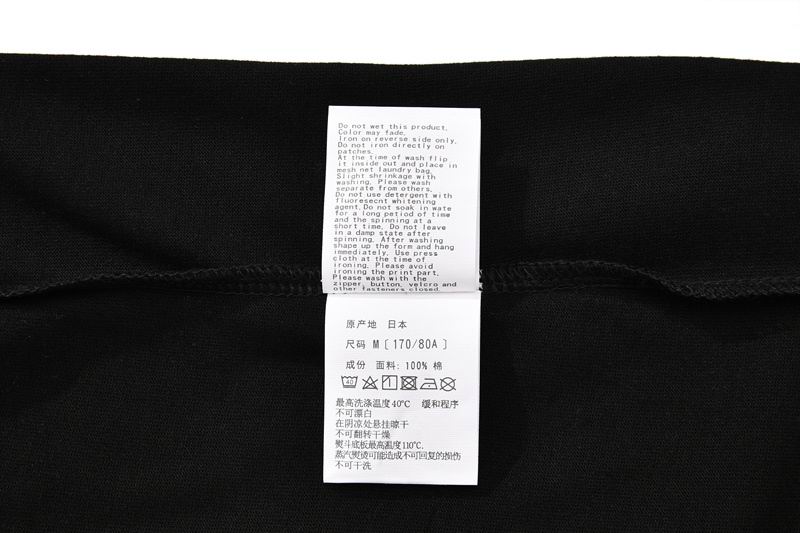 Do not wet this product.
Color may fade.
Iron on reverse side only.
Do not iron directly on
patches.
At the time of wash flip
it inside out and place in
mesh net laundry bag.
Slight shrinkage with
washing. Please wash
separate from others.
Do not use detergent with
fluoresecnt whitening
agent. Do not soak in wate
for a long petiod of time
and the spinning at a
short time. Do not leave
in a damp state after
spinning. After washing
shape up the form and hang
immediately. Use press
cloth at the time of
ironing. Please avoid
ironing the print part.
Please wash with the
zipper, button, velcro and
other fasteners closed.
原产地 日本
尺码 M [ 170/80A ]
成份 面料: 100% 棉
40
最高洗涤温度40℃ 缓和程序
不可漂白
在阴凉处悬挂晾干
不可翻转干燥
熨斗底板最高温度110℃.
蒸汽熨烫可能造成不可回复的损伤
不可干洗